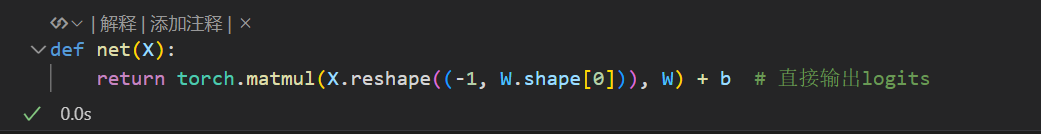 | 解释 | 添加注释 | ×
def net(X):
return torch.matmul(X.reshape((-1, W.shape[0])), W) + b # 直接输出logits
0.0s